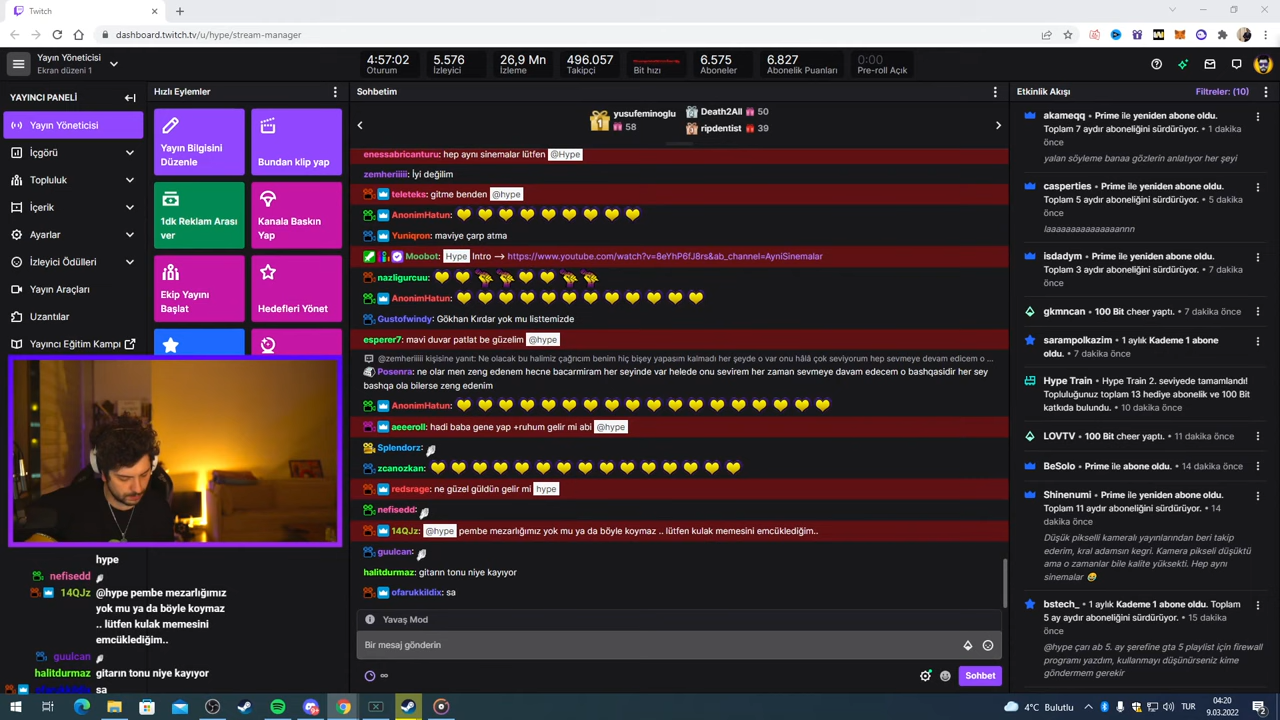 Twitch
dashboard.twitch.tv/u/hype/stream-manager
Yayın Yöneticisi
Ekran düzeni 1
4:57:02
Oturum
5.576
İzleyici
26,9 Mn
İzleme
496.057
Takipçi
Bit hızı
6.575
Aboneler
6.827
Abonelik Puanları
0:00
Pre-roll Açık
YAYINCI PANELİ
Yayın Yöneticisi
İçgörü
Topluluk
İçerik
Ayarlar
İzleyici Ödülleri
Yayın Araçları
Uzantılar
Yayıncı Eğitim Kampı
Hızlı Eylemler
Yayın Bilgisini
Düzenle
Bundan klip yap
1dk Reklam Arası
ver
Kanala Baskın
Yap
Ekip Yayını
Başlat
Hedefleri Yönet
hype
nefisedd
14QJz
@hype pembe mezarlığımız
yok mu ya da böyle koymaz
.. lütfen kulak memesini
emcüklediğim..
guulcan
halitdurmaz gitarın tonu niye kayıyor
ofarukkildix sa
Sohbetim
yusufeminoglu
58
Death2All 50
ripdentist 39
enessabricanturu: hep aynı sinemalar lütfen @Hype
zemheriiiii: İyi değilim
teleteks: gitme benden @hype
AnonimHatun:
Yuniqron: maviye çarp atma
Moobot: Hype Intro --> https://www.youtube.com/watch?v=8eYhP6fJ8rs&ab_channel=AyniSinemalar
nazligurcuu:
AnonimHatun:
Gustofwindy: Gökhan Kırdar yok mu listtemizde
esperer7: mavi duvar patlat be güzelim @hype
@zemheriiiii kişisine yanıt: Ne olacak bu halimiz çağrıcım benim hiç bişey yapasım kalmadı her şeyde o var onu hâlâ çok seviyorum hep sevmeye devam edicem o ...
Posenra: ne olar men zeng edenem hecne bacarmiram her seyinde var helede onu sevirem her zaman sevmeye davam edecem o bashqasidir her sey
bashqa ola bilerse zeng edenim
AnonimHatun:
aeeeroll: hadi baba gene yap +ruhum gelir mi abi @hype
Splendorz:
zcanozkan:
redsrage: ne güzel güldün gelir mi hype
nefisedd:
14QJz: @hype pembe mezarlığımız yok mu ya da böyle koymaz .. lütfen kulak memesini emcüklediğim..
guulcan:
halitdurmaz: gitarın tonu niye kayıyor
ofarukkildix: sa
Yavaş Mod
Bir mesaj gönderin
Sohbet
Etkinlik Akışı
Filtreler: (10)
akameqq • Prime ile yeniden abone oldu.
Toplam 7 aydır aboneliğini sürdürüyor. • 1 dakika
önce
yalan söyleme banaa gözlerin anlatıyor her şeyi
casperties • Prime ile yeniden abone oldu.
Toplam 5 aydır aboneliğini sürdürüyor. • 5 dakika
önce
laaaaaaaaaaaaaannn
isdadym • Prime ile yeniden abone oldu.
Toplam 3 aydır aboneliğini sürdürüyor. • 7 dakika
önce
gkmncan • 100 Bit cheer yaptı. • 7 dakika önce
sarampolkazim • 1 aylık Kademe 1 abone
oldu. • 7 dakika önce
Hype Train • Hype Train 2. seviyede tamamlandı!
Topluluğunuz toplam 13 hediye abonelik ve 100 Bit
katkıda bulundu. • 10 dakika önce
LOVTV • 100 Bit cheer yaptı. • 11 dakika önce
BeSolo • Prime ile abone oldu. • 14 dakika önce
Shinenumi • Prime ile yeniden abone oldu.
Toplam 11 aydır aboneliğini sürdürüyor. • 14
dakika önce
Düşük pikselli kameralı yayınlarından beri takip
ederim, kral adamsın kegri. Kamera pikseli düşüktü
ama o zamanlar bile kalite yüksekti. Hep aynı
sinemalar
bstech_ • 1 aylık Kademe 1 abone oldu. Toplam
5 ay aydır aboneliğini sürdürüyor. • 15 dakika
önce
@hype çarı ab 5. ay şerefine gta 5 playlist için firewall
programı yazdım, kullanmayı düşünürseniz kime
göndermem gerekir
4°C Bulutlu
TUR
04:20
9.03.2022
2